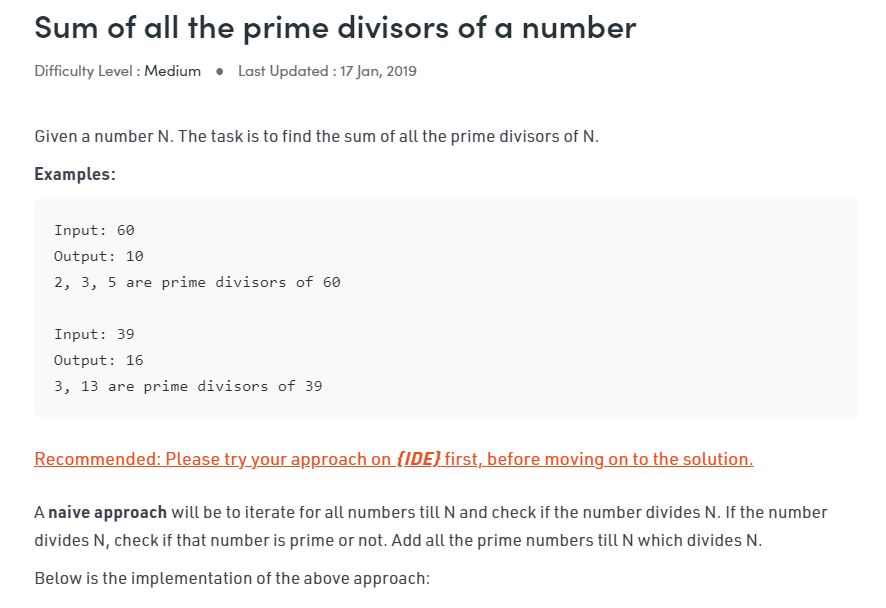 Sum of all the prime divisors of a number
Difficulty Level : Medium ● Last Updated : 17 Jan, 2019
Given a number N. The task is to find the sum of all the prime divisors of N.
Examples:
Input: 60
Output: 10
2, 3, 5 are prime divisors of 60
Input: 39
Output: 16
3, 13 are prime divisors of 39
Recommended: Please try your approach on {IDE} first, before moving on to the solution.
A naive approach will be to iterate for all numbers till N and check if the number divides N. If the number
divides N, check if that number is prime or not. Add all the prime numbers till N which divides N.
Below is the implementation of the above approach: